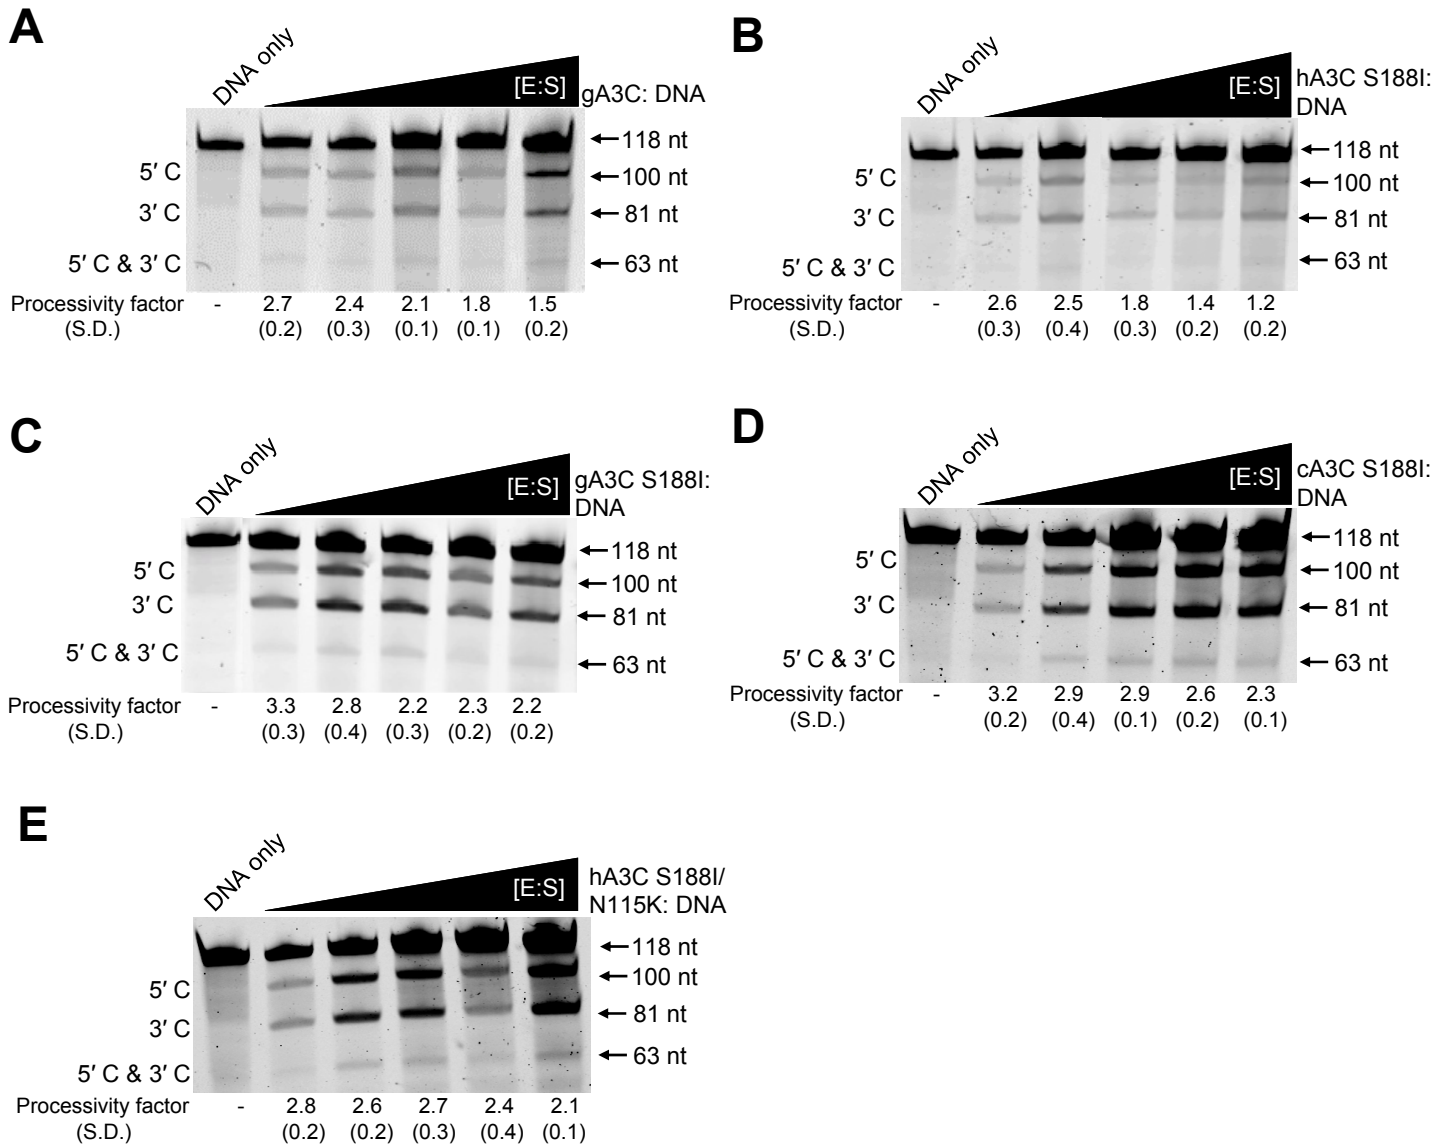 A
DNA only
[E:S]
gA3C: DNA
118 nt
5′ C
100 nt
3′ C
81 nt
5′ C & 3′ C
63 nt
Processivity factor - 2.7 2.4 2.1 1.8 1.5
(S.D.) (0.2) (0.3) (0.1) (0.1) (0.2)
B
DNA only
[E:S]
hA3C S188I:
DNA
118 nt
5′ C
100 nt
3′ C
81 nt
5′ C & 3′ C
63 nt
Processivity factor - 2.6 2.5 1.8 1.4 1.2
(S.D.) (0.3) (0.4) (0.3) (0.2) (0.2)
C
DNA only
[E:S]
gA3C S188I:
DNA
118 nt
5′ C
100 nt
3′ C
81 nt
5′ C & 3′ C
63 nt
Processivity factor - 3.3 2.8 2.2 2.3 2.2
(S.D.) (0.3) (0.4) (0.3) (0.2) (0.2)
D
DNA only
[E:S]
cA3C S188I:
DNA
118 nt
5′ C
100 nt
3′ C
81 nt
5′ C & 3′ C
63 nt
Processivity factor - 3.2 2.9 2.9 2.6 2.3
(S.D.) (0.2) (0.4) (0.1) (0.2) (0.1)
E
DNA only
[E:S]
hA3C S188I/
N115K: DNA
118 nt
100 nt
5′ C
81 nt
3′ C
63 nt
5′ C & 3′ C
Processivity factor - 2.8 2.6 2.7 2.4 2.1
(S.D.) (0.2) (0.2) (0.3) (0.4) (0.1)